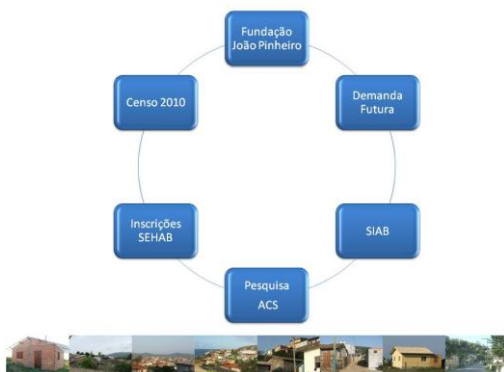 Fundação
João Pinheiro
Demanda
Futura
SIAB
Pesquisa
ACS
Inscrições
SEHAB
Censo 2010